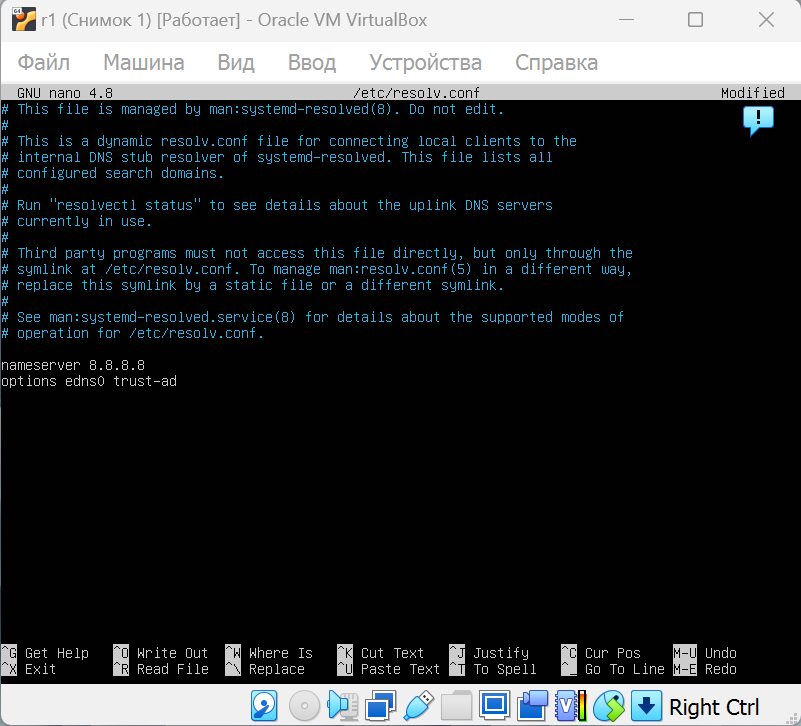 r1 (Снимок 1) [Работает] - Oracle VM VirtualBox
Файл Машина Вид Ввод Устройства Справка
GNU nano 4.8 /etc/resolv.conf Modified
# This file is managed by man:systemd-resolved(8). Do not edit.
#
# This is a dynamic resolv.conf file for connecting local clients to the
# internal DNS stub resolver of systemd-resolved. This file lists all
# configured search domains.
#
# Run "resolvectl status" to see details about the uplink DNS servers
# currently in use.
#
# Third party programs must not access this file directly, but only through the
# symlink at /etc/resolv.conf. To manage man:resolv.conf(5) in a different way,
# replace this symlink by a static file or a different symlink.
#
# See man:systemd-resolved.service(8) for details about the supported modes of
# operation for /etc/resolv.conf.
nameserver 8.8.8.8
options edns0 trust-ad
^G Get Help ^O Write Out ^W Where Is ^K Cut Text ^J Justify ^C Cur Pos M-U Undo
^X Exit ^R Read File ^\ Replace ^U Paste Text ^T To Spell ^_ Go To Line M-E Redo
Right Ctrl